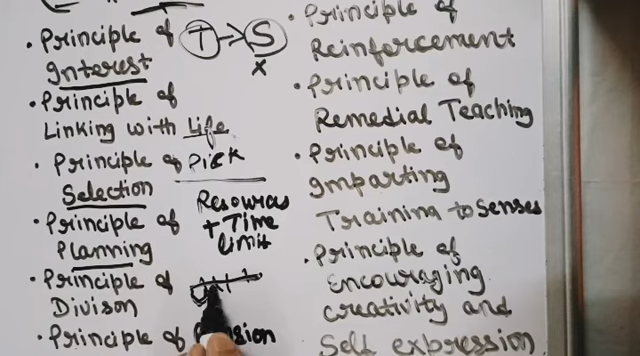 • Principle of
Interest
T → S
x
• Principle of
Linking with Life
• Principle of Pick
Selection
Resources
+ Time
limit
• Principle of
Planning
• Principle of
Divison
• Principle of
Principle of
Reinforcement
• Principle of
Remedial Teaching
• Principle of
Imparting
Training to Senses
• Principle of
Encouraging
creativity and
Self expression